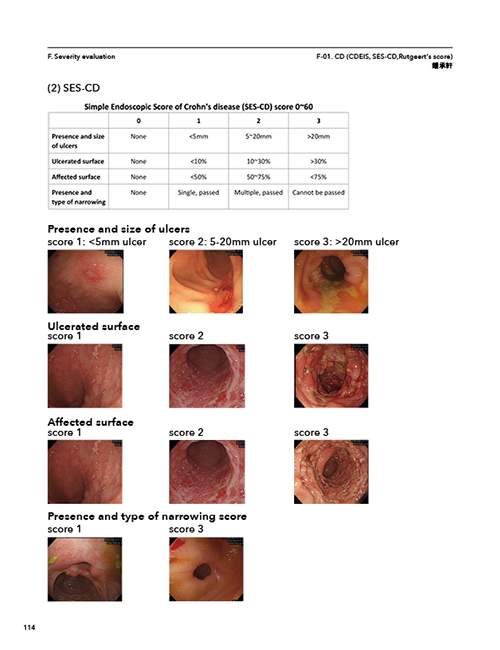 F. Severity evaluation
F-01. CD (CDEIS, SES-CD,Rutgeert's score)
趙承軒
(2) SES-CD
Simple Endoscopic Score of Crohn's disease (SES-CD) score 0~60
0 1 2 3
Presence and size of ulcers None <5mm 5~20mm >20mm
Ulcerated surface None <10% 10~30% >30%
Affected surface None <50% 50~75% <75%
Presence and type of narrowing None Single, passed Multiple, passed Cannot be passed
Presence and size of ulcers
score 1: <5mm ulcer score 2: 5-20mm ulcer score 3: >20mm ulcer
Ulcerated surface
score 1 score 2 score 3
Affected surface
score 1 score 2 score 3
Presence and type of narrowing score
score 1 score 3
114